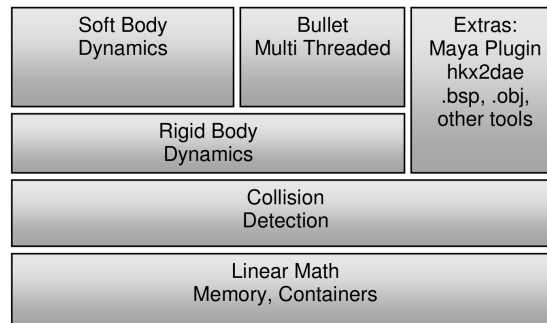 Soft Body
Dynamics
Bullet
Multi Threaded
Extras:
Maya Plugin
hkx2dae
.bsp, .obj,
other tools
Rigid Body
Dynamics
Collision
Detection
Linear Math
Memory, Containers